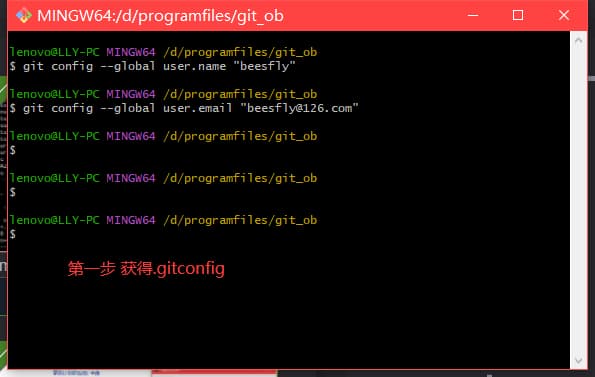 MINGW64:/d/programfiles/git_ob
lenovo@LLY-PC MINGW64 /d/programfiles/git_ob
$ git config --global user.name "beesfly"
lenovo@LLY-PC MINGW64 /d/programfiles/git_ob
$ git config --global user.email "beesfly@126.com"
lenovo@LLY-PC MINGW64 /d/programfiles/git_ob
$
lenovo@LLY-PC MINGW64 /d/programfiles/git_ob
$
lenovo@LLY-PC MINGW64 /d/programfiles/git_ob
$
第一步 获得.gitconfig